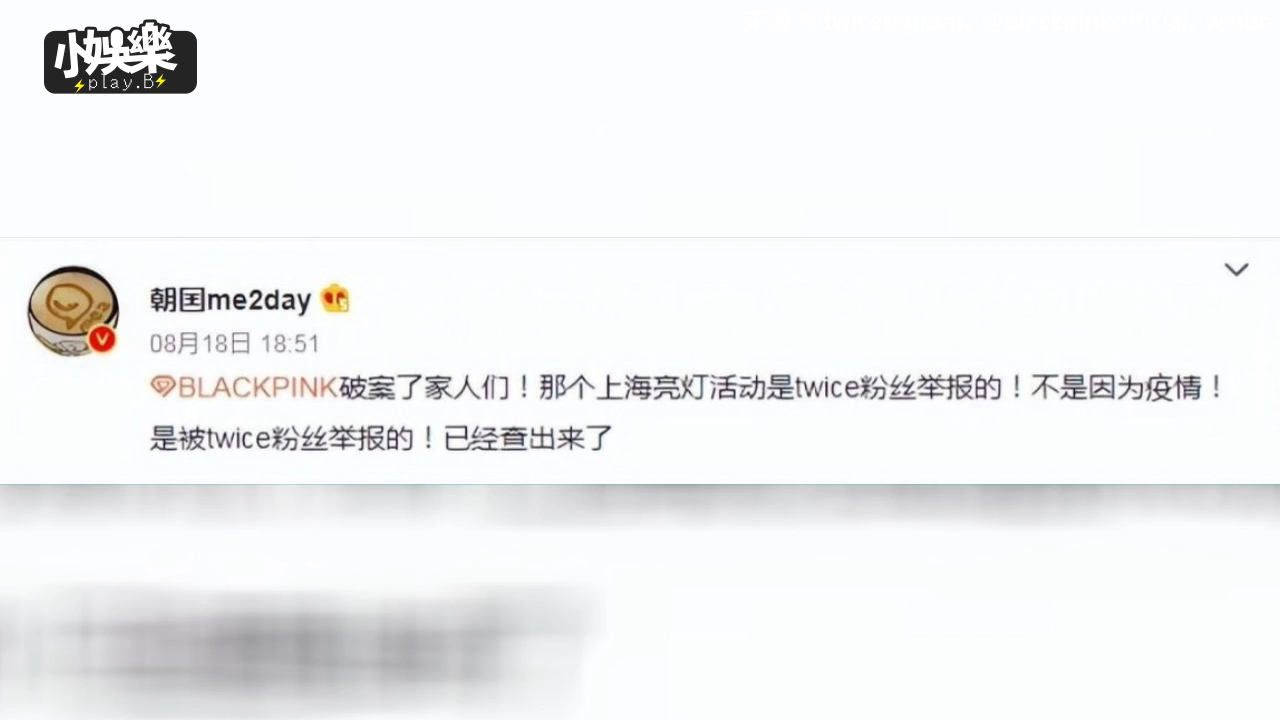 小娛樂
play.B
朝国me2day
08月18日 18:51
BLACKPINK破案了家人们！那个上海亮灯活动是twice粉丝举报的！不是因为疫情！
是被twice粉丝举报的！已经查出来了